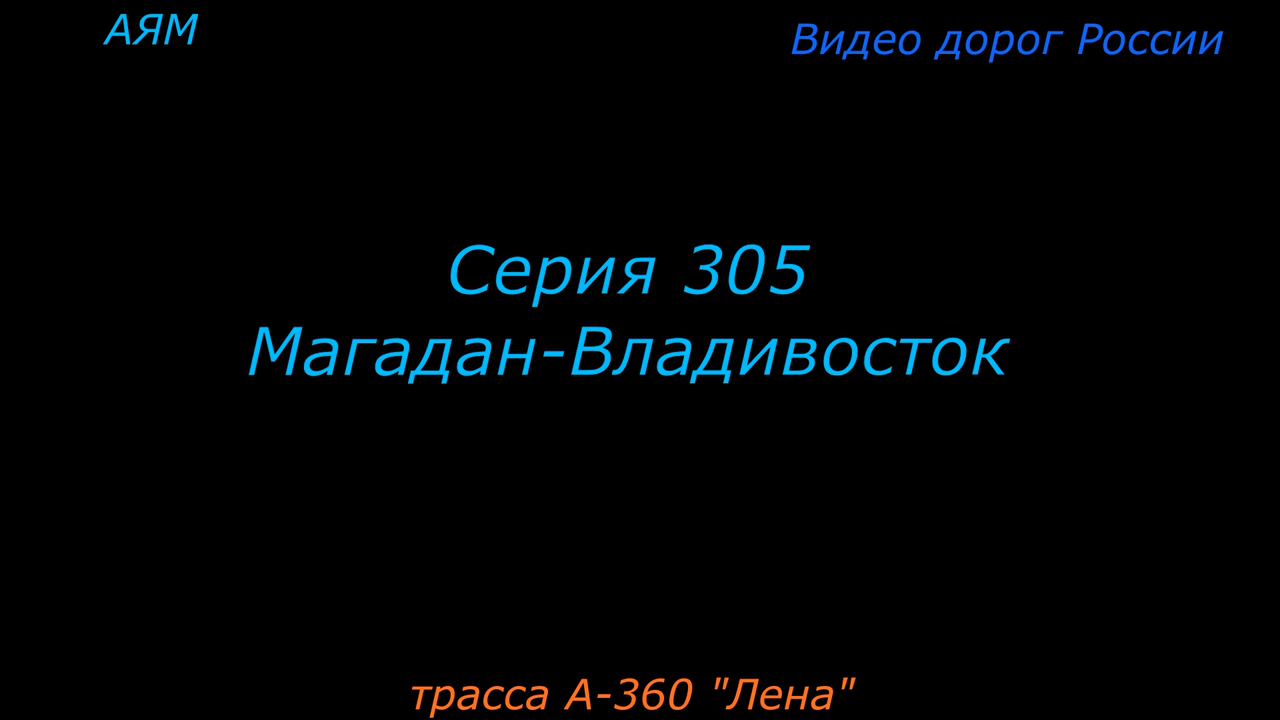 АЯМ
Видео дорог России
Серия 305
Магадан-Владивосток
трасса А-360 "Лена"